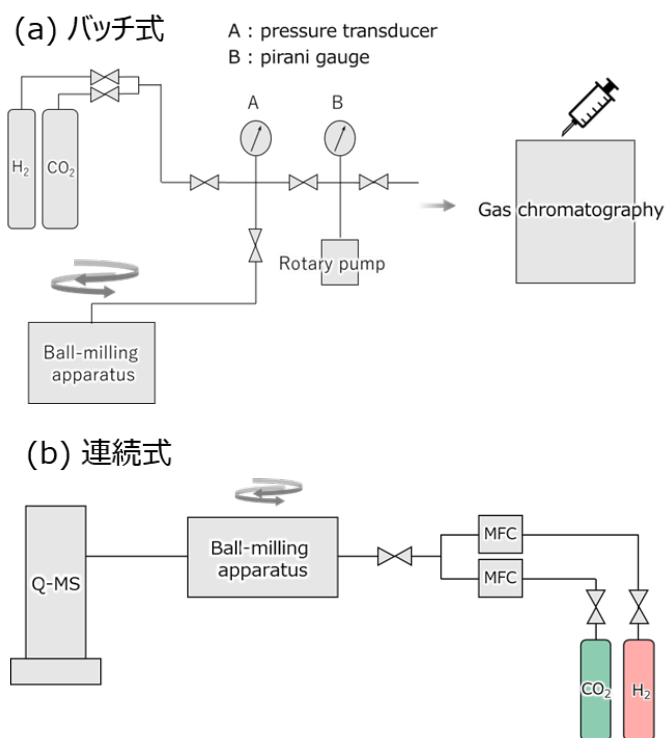 (a) バッチ式
A : pressure transducer
B : pirani gauge
A
B
H2
CO2
Gas chromatography
Rotary pump
Ball-milling
apparatus
(b) 連続式
Q-MS
Ball-milling
apparatus
MFC
MFC
CO2
H2